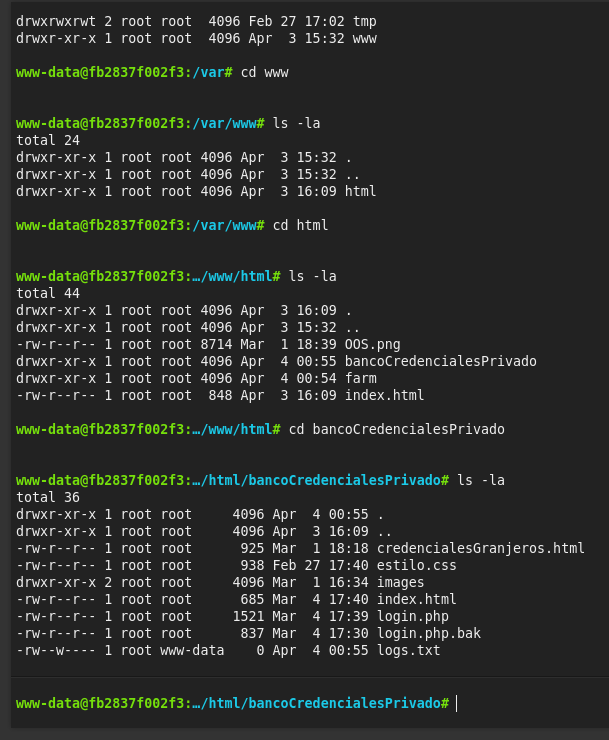 drwxrwxrwt 2 root root  4096 Feb 27 17:02 tmp
drwxr-xr-x 1 root root  4096 Apr  3 15:32 www
www-data@fb2837f002f3:/var# cd www
www-data@fb2837f002f3:/var/www# ls -la
total 24
drwxr-xr-x 1 root root 4096 Apr  3 15:32 .
drwxr-xr-x 1 root root 4096 Apr  3 15:32 ..
drwxr-xr-x 1 root root 4096 Apr  3 16:09 html
www-data@fb2837f002f3:/var/www# cd html
www-data@fb2837f002f3:…/www/html# ls -la
total 44
drwxr-xr-x 1 root root 4096 Apr  3 16:09 .
drwxr-xr-x 1 root root 4096 Apr  3 15:32 ..
-rw-r--r-- 1 root root 8714 Mar  1 18:39 OOS.png
drwxr-xr-x 1 root root 4096 Apr  4 00:55 bancoCredencialesPrivado
drwxr-xr-x 1 root root 4096 Apr  4 00:54 farm
-rw-r--r-- 1 root root  848 Apr  3 16:09 index.html
www-data@fb2837f002f3:…/www/html# cd bancoCredencialesPrivado
www-data@fb2837f002f3:…/html/bancoCredencialesPrivado# ls -la
total 36
drwxr-xr-x 1 root root     4096 Apr  4 00:55 .
drwxr-xr-x 1 root root     4096 Apr  3 16:09 ..
-rw-r--r-- 1 root root      925 Mar  1 18:18 credencialesGranjeros.html
-rw-r--r-- 1 root root      938 Feb 27 17:40 estilo.css
drwxr-xr-x 2 root root     4096 Mar  1 16:34 images
-rw-r--r-- 1 root root      685 Mar  4 17:40 index.html
-rw-r--r-- 1 root root     1521 Mar  4 17:39 login.php
-rw-r--r-- 1 root root      837 Mar  4 17:30 login.php.bak
-rw--w---- 1 root www-data    0 Apr  4 00:55 logs.txt
www-data@fb2837f002f3:…/html/bancoCredencialesPrivado#